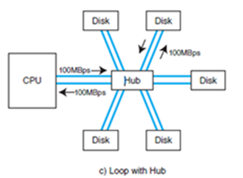 Disk
Disk
100MBps
100MBps
CPU
Hub
Disk
100MBps
Disk
Disk
c) Loop with Hub